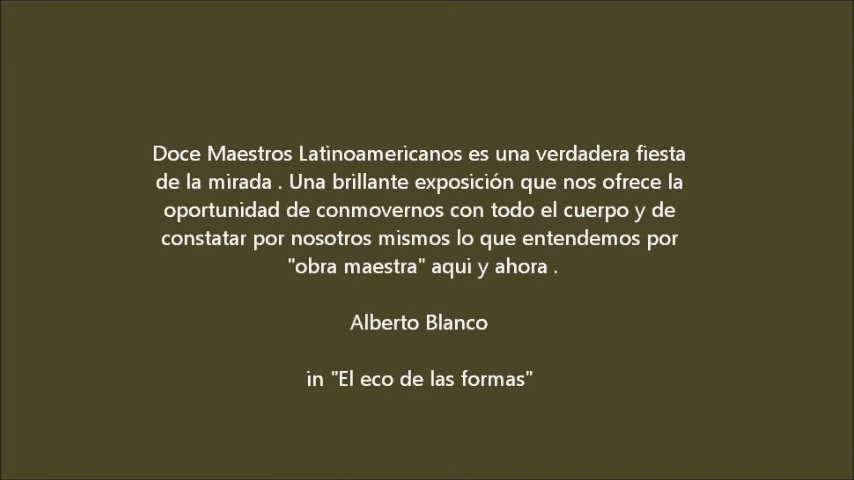 Doce Maestros Latinoamericanos es una verdadera fiesta
de la mirada . Una brillante exposición que nos ofrece la
oportunidad de conmovernos con todo el cuerpo y de
constatar por nosotros mismos lo que entendemos por
"obra maestra" aqui y ahora .
Alberto Blanco
in "El eco de las formas"